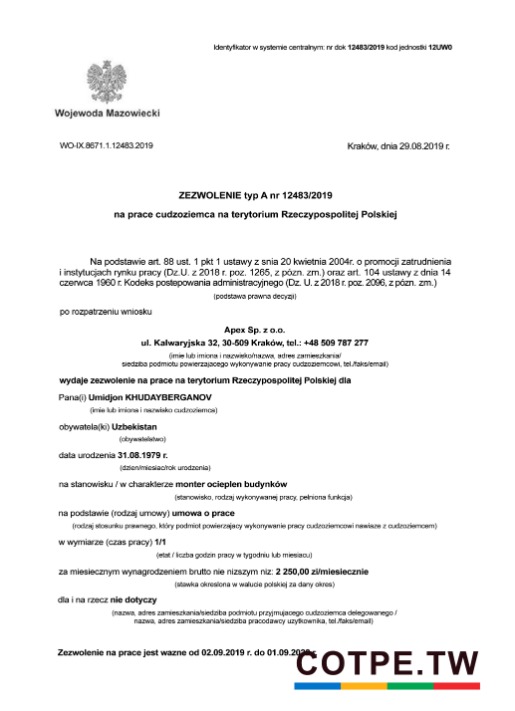 Identyfikator w systemie centralnym: nr dok 12483/2019 kod jednostki 12UW0
Wojewoda Mazowiecki
WO-IX.8671.1.12483.2019
Kraków, dnia 29.08.2019 r.
ZEZWOLENIE typ A nr 12483/2019
na prace cudzoziemca na terytorium Rzeczypospolitej Polskiej
Na podstawie art. 88 ust. 1 pkt 1 ustawy z snia 20 kwietnia 2004r. o promocji zatrudnienia
i instytucjach rynku pracy (Dz.U. z 2018 r. poz. 1265, z pózn. zm.) oraz art. 104 ustawy z dnia 14
czerwca 1960 r. Kodeks postepowania administracyjnego (Dz. U. z 2018 r. poz. 2096, z pózn. zm.)
(podstawa prawna decyzji)
po rozpatrzeniu wniosku
Apex Sp. z o.o.
ul. Kalwaryjska 32, 30-509 Kraków, tel.: +48 509 787 277
(imie lub imiona i nazwisko/nazwa, adres zamieszkania/
siedziba podmiotu powierzajacego wykonywanie pracy cudzoziemcowi, tel./faks/email)
wydaje zezwolenie na prace na terytorium Rzeczypospolitej Polskiej dla
Pana(i) Umidjon KHUDAYBERGANOV
(imie lub imiona i nazwisko cudzoziemca)
obywatela(ki) Uzbekistan
(obywatelstwo)
data urodzenia 31.08.1979 r.
(dzien/miesiac/rok urodzenia)
na stanowisku / w charakterze monter ocieplen budynków
(stanowisko, rodzaj wykonywanej pracy, pelniona funkcja)
na podstawie (rodzaj umowy) umowa o prace
(rodzaj stosunku prawnego, który podmiot powierzajacy wykonywanie pracy cudzoziemcowi nawiaze z cudzoziemcem)
w wymiarze (czas pracy) 1/1
(etat / liczba godzin pracy w tygodniu lub miesiacu)
za miesiecznym wynagrodzeniem brutto nie nizszym niz: 2 250,00 zl/miesiecznie
(stawka okreslona w walucie polskiej za dany okres)
dla i na rzecz nie dotyczy
(nazwa, adres zamieszkania/siedziba podmiotu przyjmujacego cudzoziemca delegowanego /
nazwa, adres zamieszkania/siedziba pracodawcy uzytkownika, tel./faks/email)
Zezwolenie na prace jest wazne od 02.09.2019 r. do 01.09.
COTPE.TW